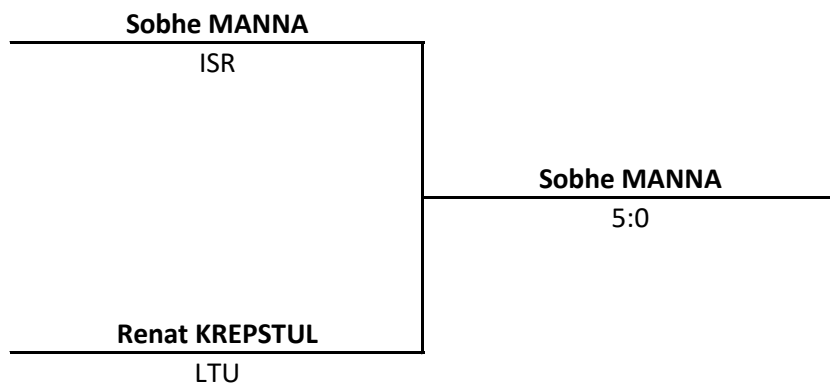 Sobhe MANNA
ISR
Sobhe MANNA
5:0
Renat KREPSTUL
LTU